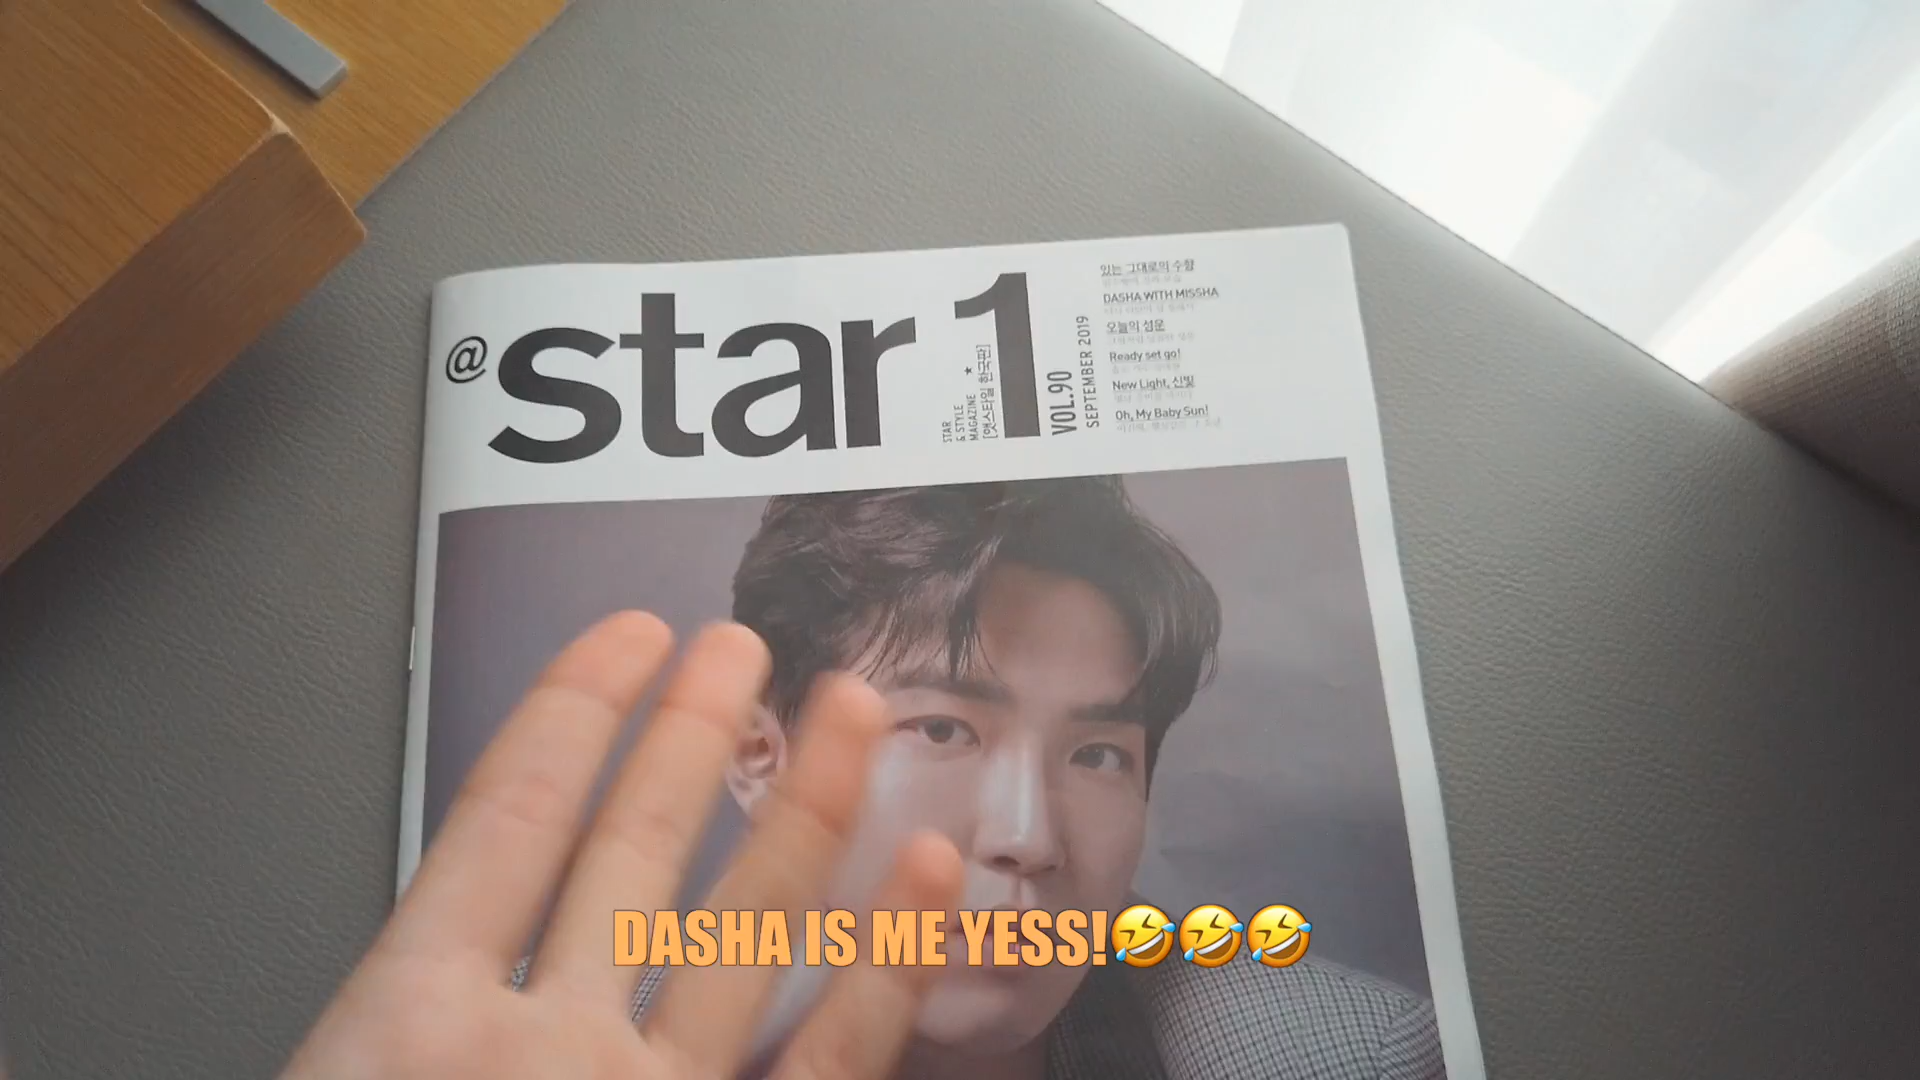 @star1
STAR
& STYLE
MAGAZINE ★
[앳스타일 한국판]
VOL.90
SEPTEMBER 2019
있는 그대로의 수향
DASHA WITH MISSHA
오늘의 성운
Ready set go!
New Light, 신빛
Oh, My Baby Sun!
DASHA IS ME YESS!🤣🤣🤣